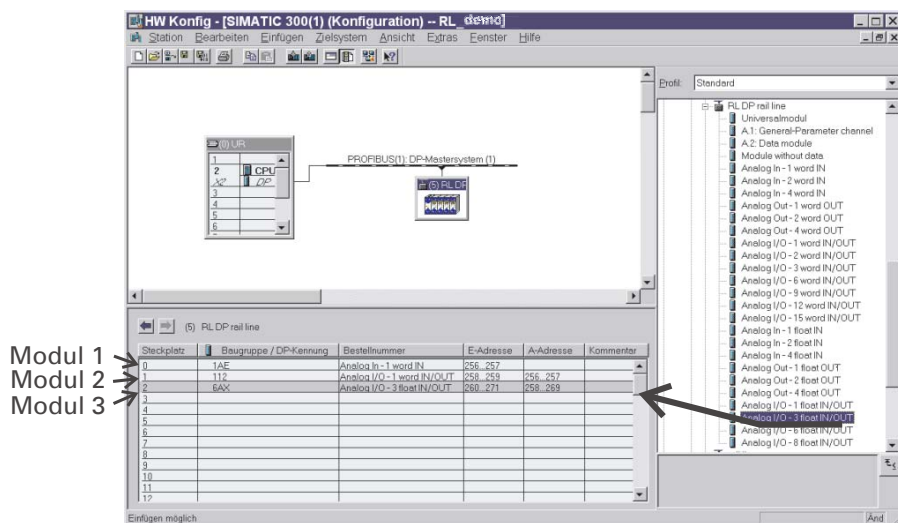 HW Konfig - [SIMATIC 300(1) (Konfiguration) -- RL_demo]
Station Bearbeiten Einfügen Zielsystem Ansicht Extras Fenster Hilfe
(0) UR
1
2 CPU
X2 DP
3
4
5
6
PROFIBUS(1): DP-Mastersystem (1)
(5) RL DP
Profil: Standard
RL DP rail line
Universalmodul
A.1: General-Parameter channel
A.2: Data module
Module without data
Analog In - 1 word IN
Analog In - 2 word IN
Analog In - 4 word IN
Analog Out - 1 word OUT
Analog Out - 2 word OUT
Analog Out - 4 word OUT
Analog I/O - 1 word IN/OUT
Analog I/O - 2 word IN/OUT
Analog I/O - 3 word IN/OUT
Analog I/O - 6 word IN/OUT
Analog I/O - 9 word IN/OUT
Analog I/O - 12 word IN/OUT
Analog I/O - 15 word IN/OUT
Analog In - 1 float IN
Analog In - 2 float IN
Analog In - 4 float IN
Analog Out - 1 float OUT
Analog Out - 2 float OUT
Analog Out - 4 float OUT
Analog I/O - 1 float IN/OUT
Analog I/O - 3 float IN/OUT
Analog I/O - 6 float IN/OUT
Analog I/O - 8 float IN/OUT
(5) RL DP rail line
Steckplatz Baugruppe / DP-Kennung Bestellnummer E-Adresse A-Adresse Kommentar
Modul 1
0 1AE Analog In - 1 word IN 256..257
Modul 2
1 112 Analog I/O - 1 word IN/OUT 258..259 256..257
Modul 3
2 6AX Analog I/O - 3 float IN/OUT 260..271 258..269
3
4
5
6
7
8
9
10
11
12
Einfügen möglich
Änd